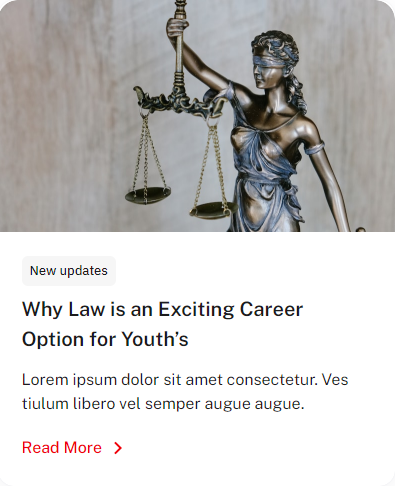 New updates
Why Law is an Exciting Career
Option for Youth’s
Lorem ipsum dolor sit amet consectetur. Ves
tiulum libero vel semper augue augue.
Read More